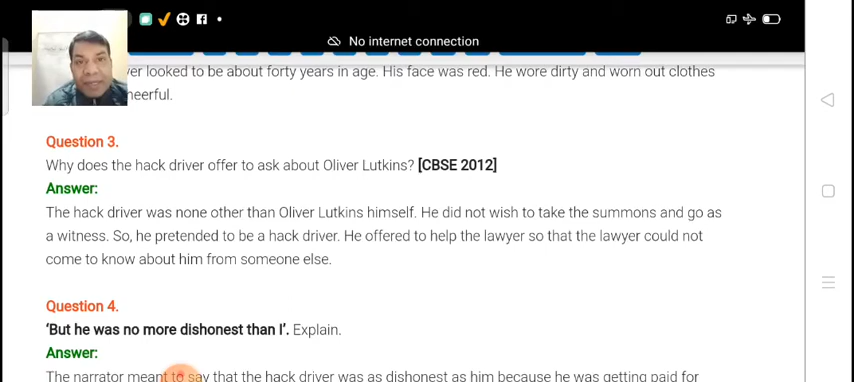 No internet connection
ver looked to be about forty years in age. His face was red. He wore dirty and worn out clothes
heerful.
Question 3.
Why does the hack driver offer to ask about Oliver Lutkins? [CBSE 2012]
Answer:
The hack driver was none other than Oliver Lutkins himself. He did not wish to take the summons and go as
a witness. So, he pretended to be a hack driver. He offered to help the lawyer so that the lawyer could not
come to know about him from someone else.
Question 4.
‘But he was no more dishonest than I’. Explain.
Answer:
The narrator meant to say that the hack driver was as dishonest as him because he was getting paid for